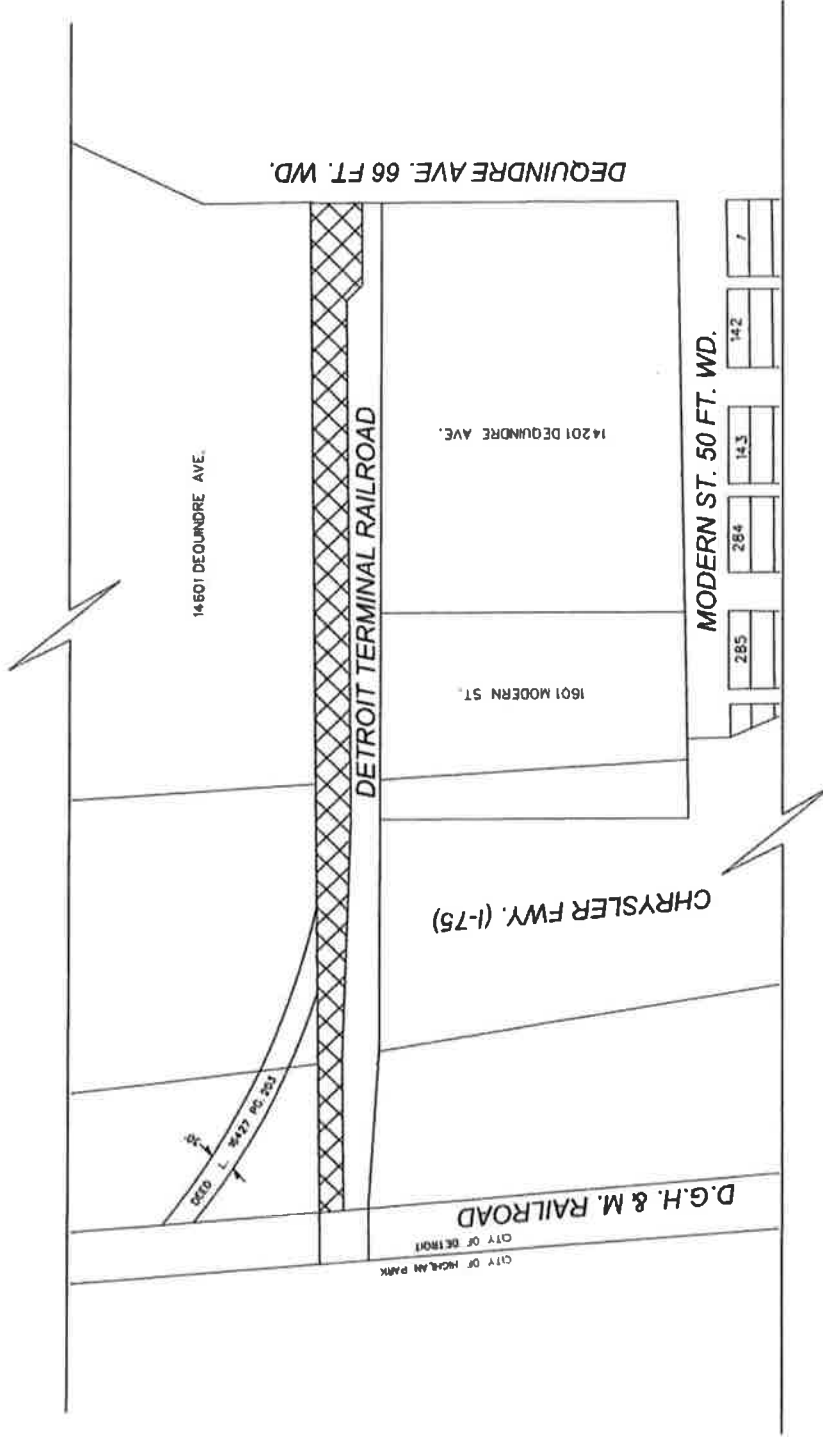 DEQUINDRE AVE. 66 FT. WD.
14601 DEQUINDRE AVE.
DETROIT TERMINAL RAILROAD
14201 DEQUINDRE AVE.
MODERN ST. 50 FT. WD.
1
142
143
284
285
1601 MODERN ST.
CHRYSLER FWY. (I-75)
DEED L. 16427 PG. 203
30'
D.G.H. & M. RAILROAD
CITY OF DETROIT
CITY OF HIGHLAN PARK